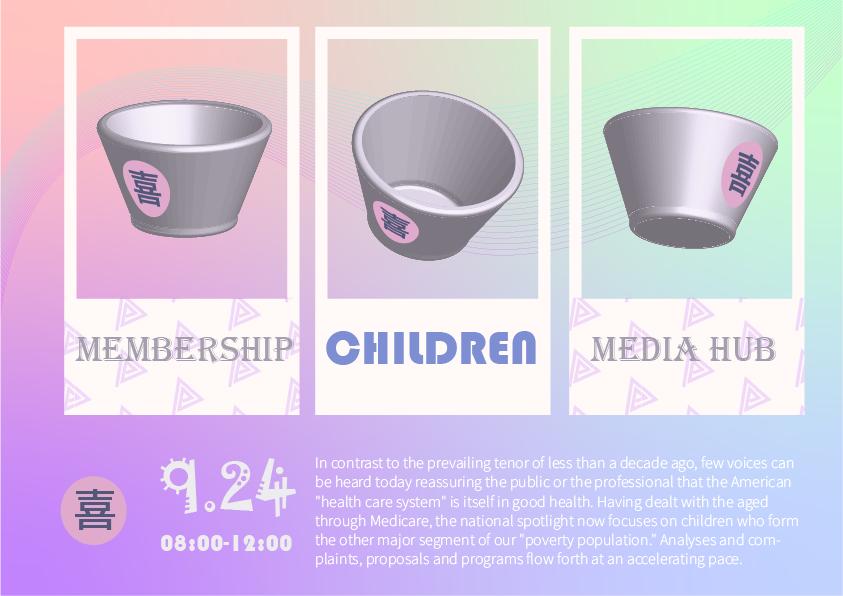 喜
喜
喜
MEMBERSHIP
CHILDREN
MEDIA HUB
喜
9.24
08:00-12:00
In contrast to the prevailing tenor of less than a decade ago, few voices can
be heard today reassuring the public or the professional that the American
"health care system" is itself in good health. Having dealt with the aged
through Medicare, the national spotlight now focuses on children who form
the other major segment of our "poverty population." Analyses and com-
plaints, proposals and programs flow forth at an accelerating pace.